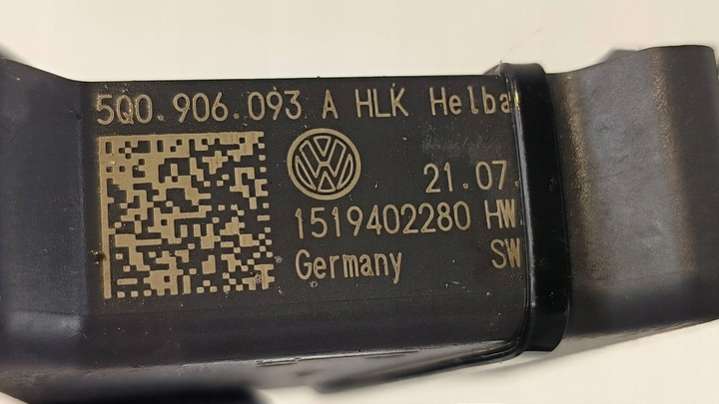 5Q0.906.093 A HLK Helba
21.07.
1519402280 HW
Germany SW